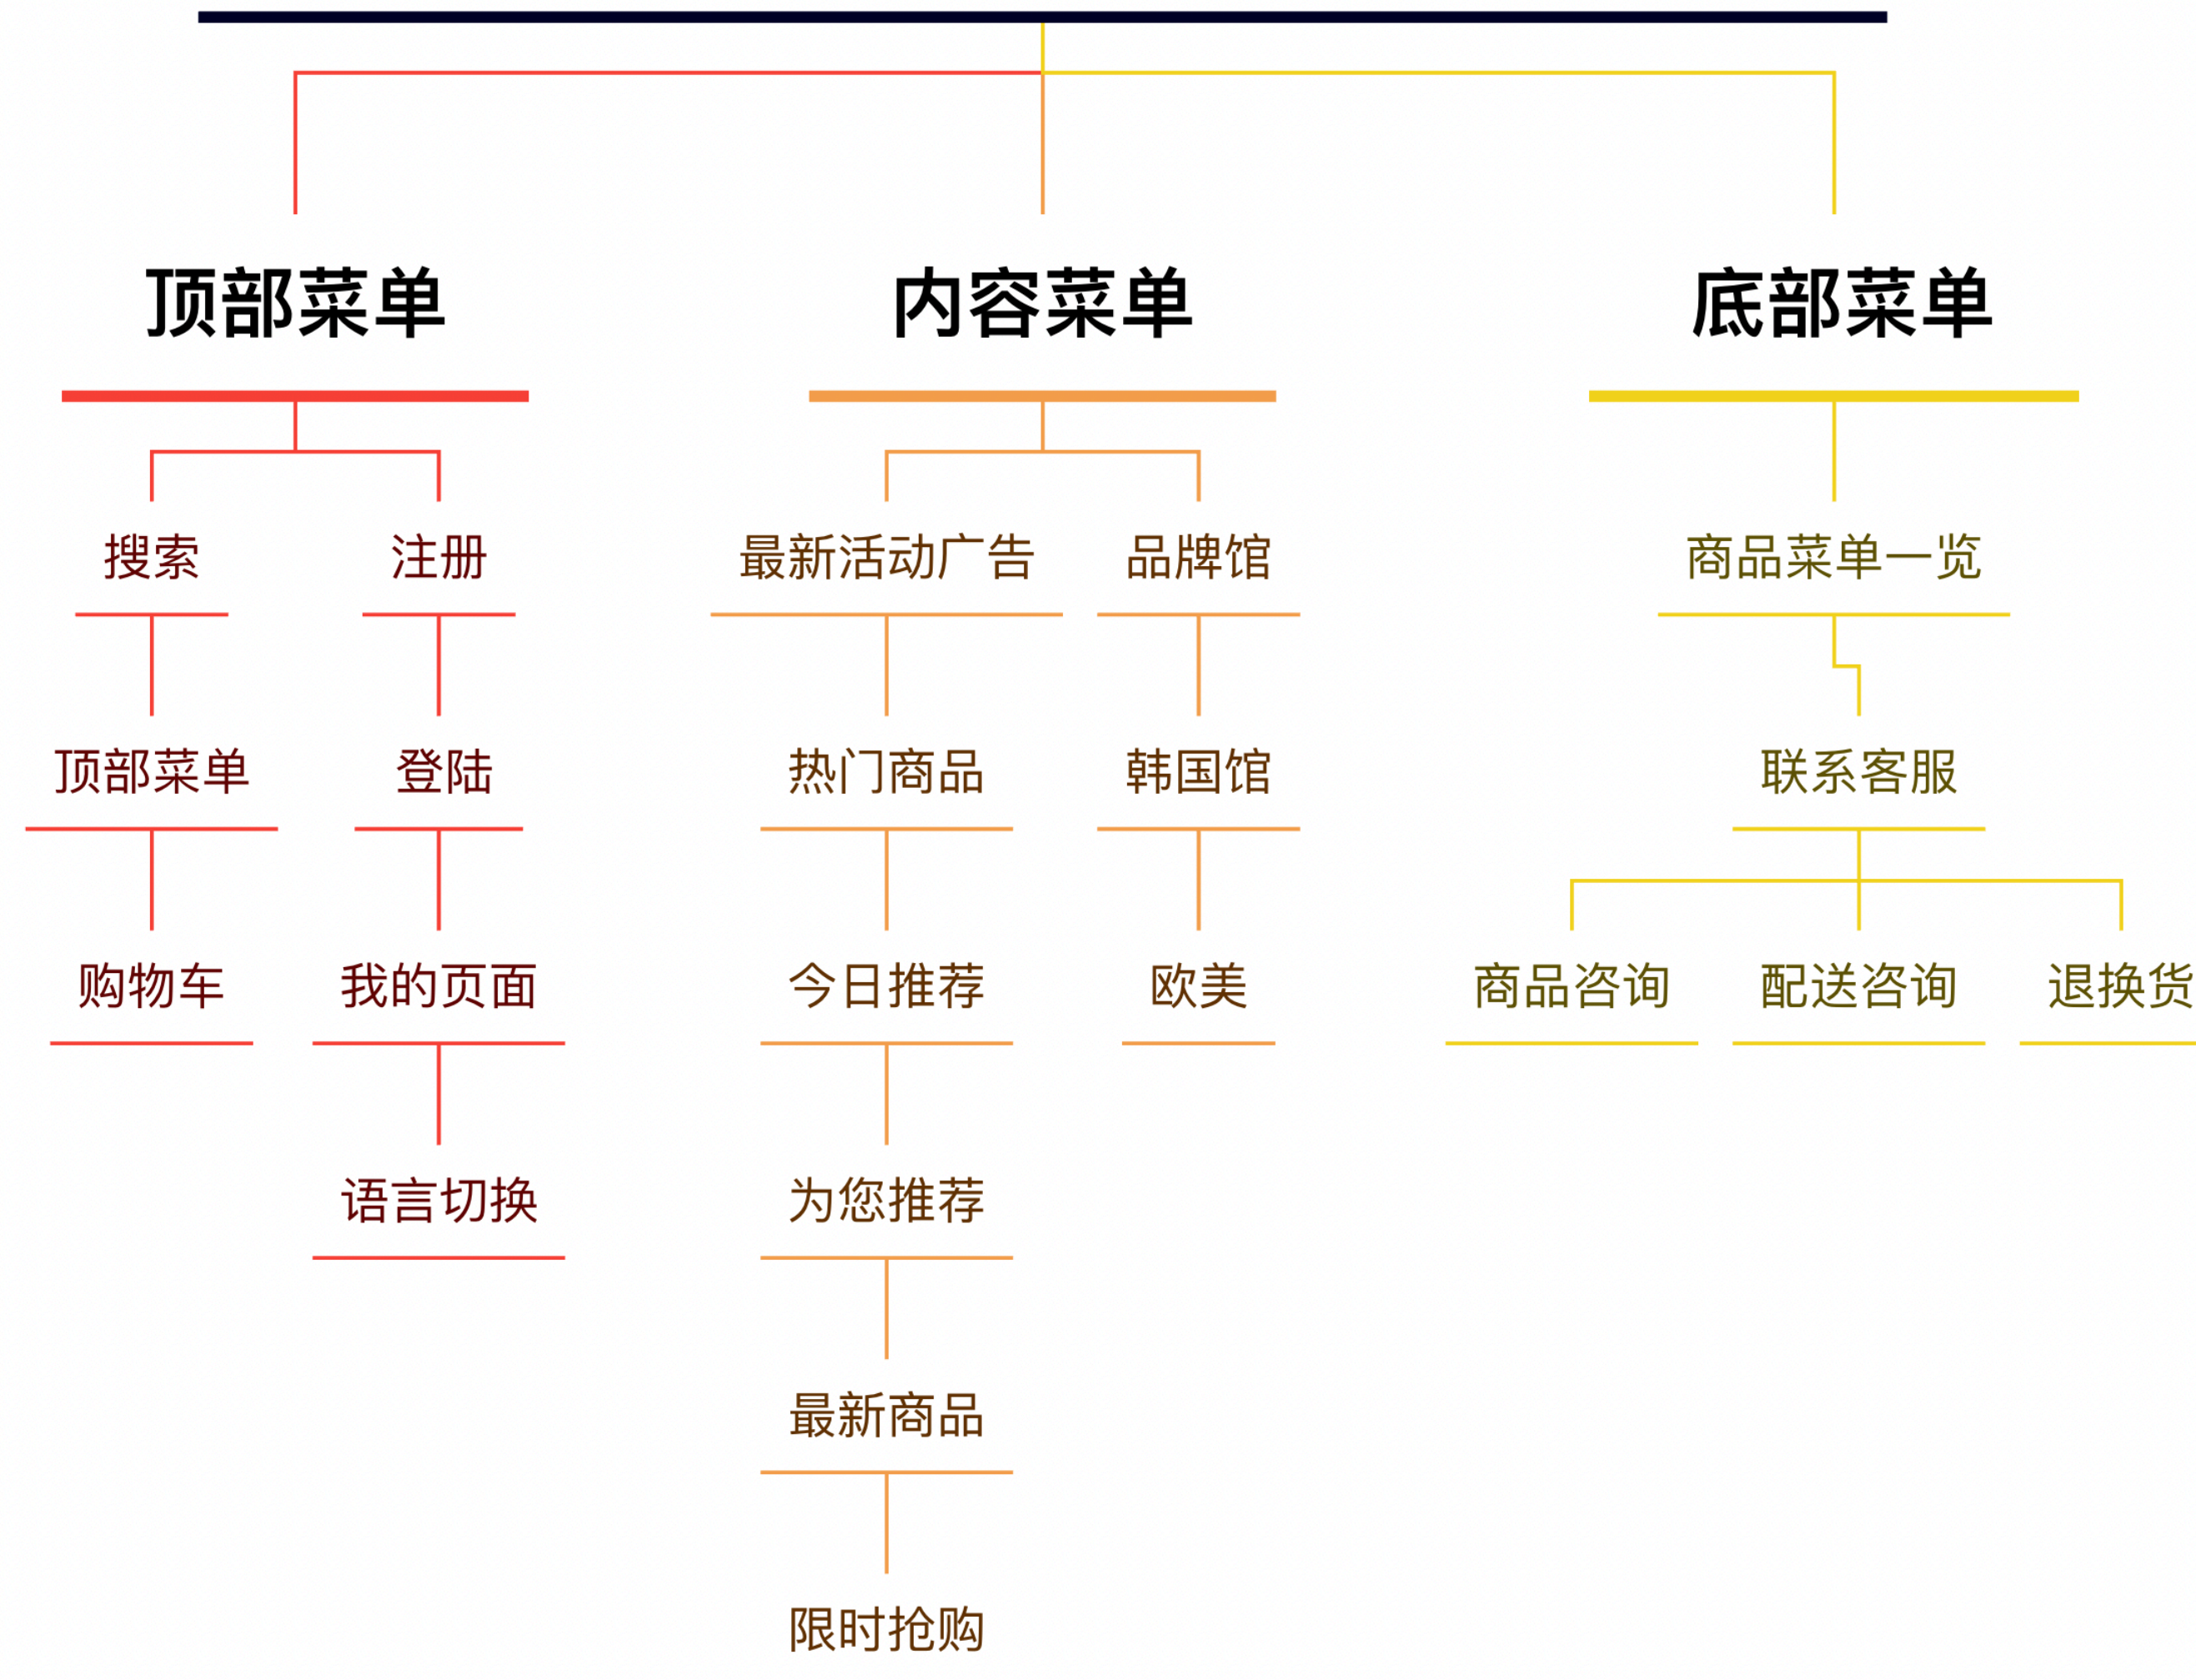 顶部菜单
内容菜单
底部菜单
搜索
注册
最新活动广告
品牌馆
商品菜单一览
顶部菜单
登陆
热门商品
韩国馆
联系客服
购物车
我的页面
今日推荐
欧美
商品咨询
配送咨询
退换货
语言切换
为您推荐
最新商品
限时抢购